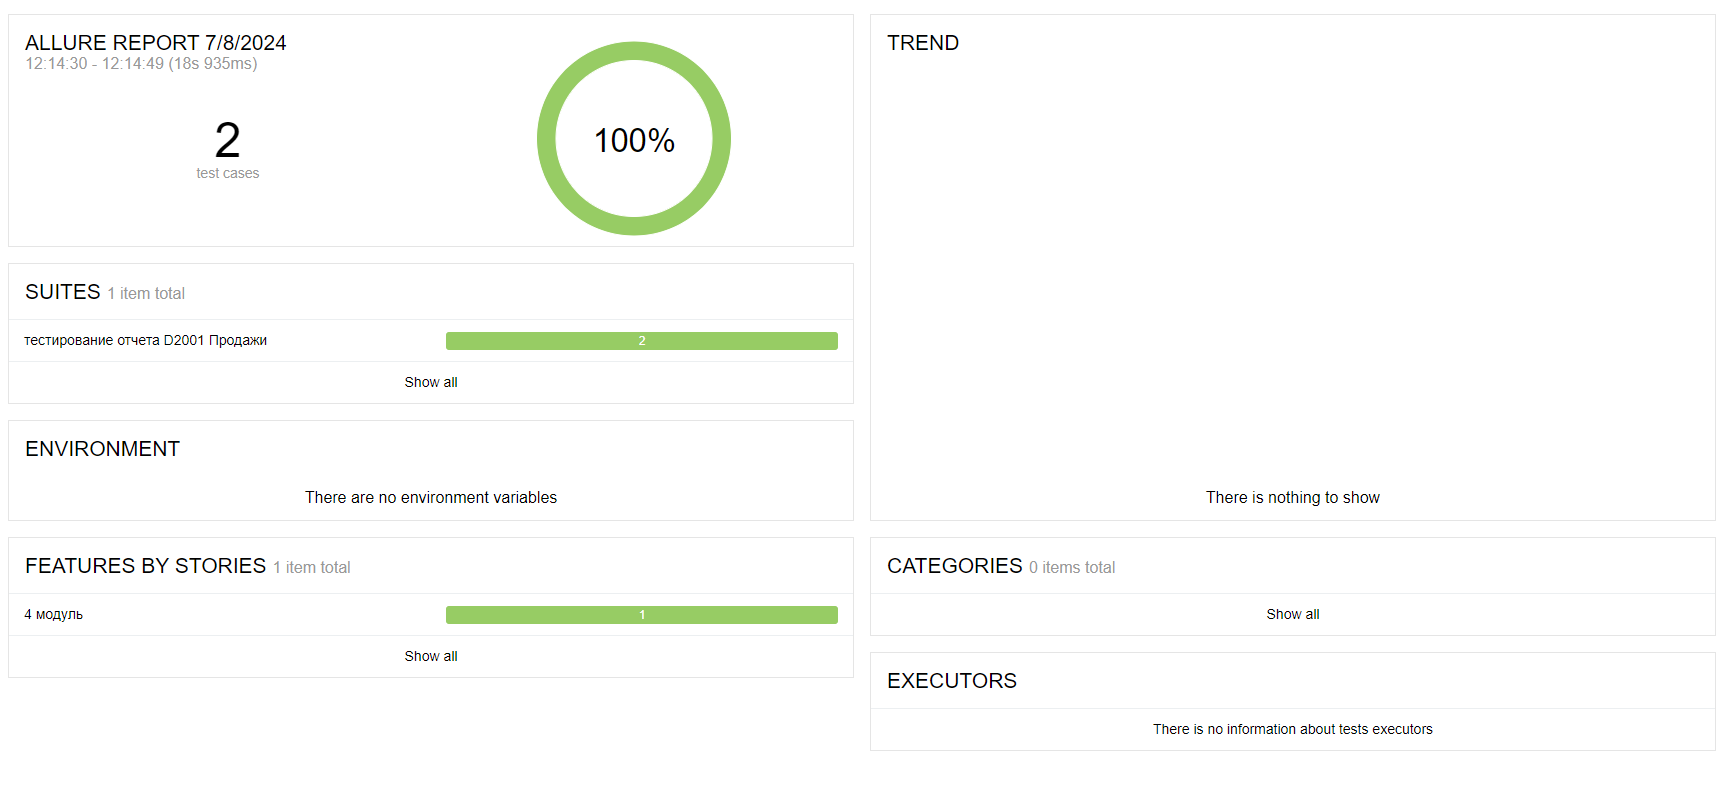 ALLURE REPORT 7/8/2024
12:14:30 - 12:14:49 (18s 935ms)
2
test cases
100%
SUITES 1 item total
тестирование отчета D2001 Продажи 2
Show all
ENVIRONMENT
There are no environment variables
FEATURES BY STORIES 1 item total
4 модуль 1
Show all
TREND
There is nothing to show
CATEGORIES 0 items total
Show all
EXECUTORS
There is no information about tests executors